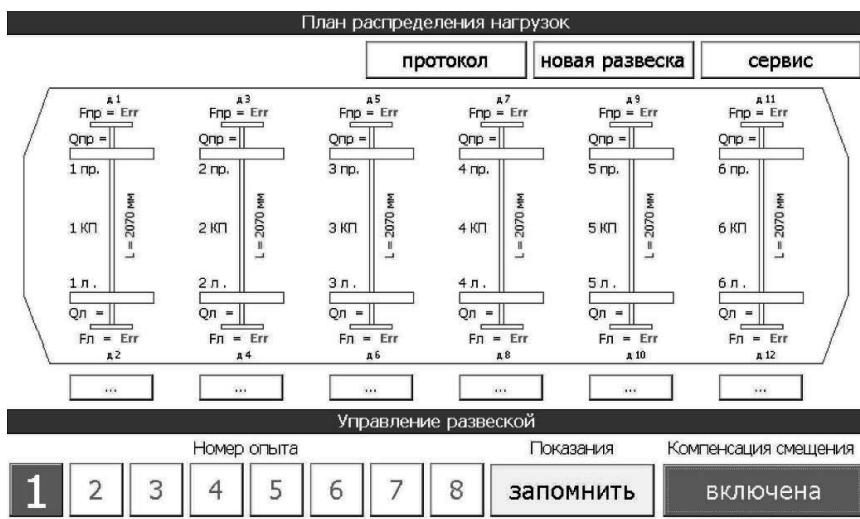 План распределения нагрузок
протокол новая развеска сервис
д 1 д 3 д 5 д 7 д 9 д 11
Fпр = Err Fпр = Err Fпр = Err Fпр = Err Fпр = Err Fпр = Err
Qпр = Qпр = Qпр = Qпр = Qпр = Qпр =
1 пр. 2 пр. 3 пр. 4 пр. 5 пр. 6 пр.
1 КП L = 2070 мм 2 КП L = 2070 мм 3 КП L = 2070 мм 4 КП L = 2070 мм 5 КП L = 2070 мм 6 КП L = 2070 мм
1 л. 2 л. 3 л. 4 л. 5 л. 6 л.
Qл = Qл = Qл = Qл = Qл = Qл =
Fл = Err Fл = Err Fл = Err Fл = Err Fл = Err Fл = Err
д 2 д 4 д 6 д 8 д 10 д 12
... ... ... ... ... ...
Управление развеской
Номер опыта Показания Компенсация смещения
1 2 3 4 5 6 7 8 запомнить включена